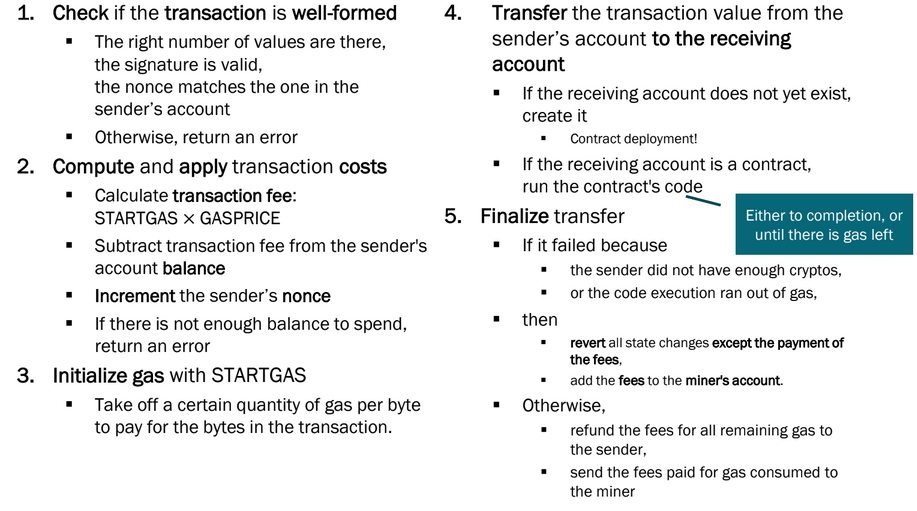 1. Check if the transaction is well-formed
▪ The right number of values are there,
the signature is valid,
the nonce matches the one in the
sender's account
▪ Otherwise, return an error
2. Compute and apply transaction costs
▪ Calculate transaction fee:
STARTGAS × GASPRICE
▪ Subtract transaction fee from the sender's
account balance
▪ Increment the sender's nonce
▪ If there is not enough balance to spend,
return an error
3. Initialize gas with STARTGAS
▪ Take off a certain quantity of gas per byte
to pay for the bytes in the transaction.
4. Transfer the transaction value from the
sender's account to the receiving
account
▪ If the receiving account does not yet exist,
create it
▪ Contract deployment!
▪ If the receiving account is a contract,
run the contract's code
Either to completion, or
until there is gas left
5. Finalize transfer
▪ If it failed because
▪ the sender did not have enough cryptos,
▪ or the code execution ran out of gas,
▪ then
▪ revert all state changes except the payment of
the fees,
▪ add the fees to the miner's account.
▪ Otherwise,
▪ refund the fees for all remaining gas to
the sender,
▪ send the fees paid for gas consumed to
the miner